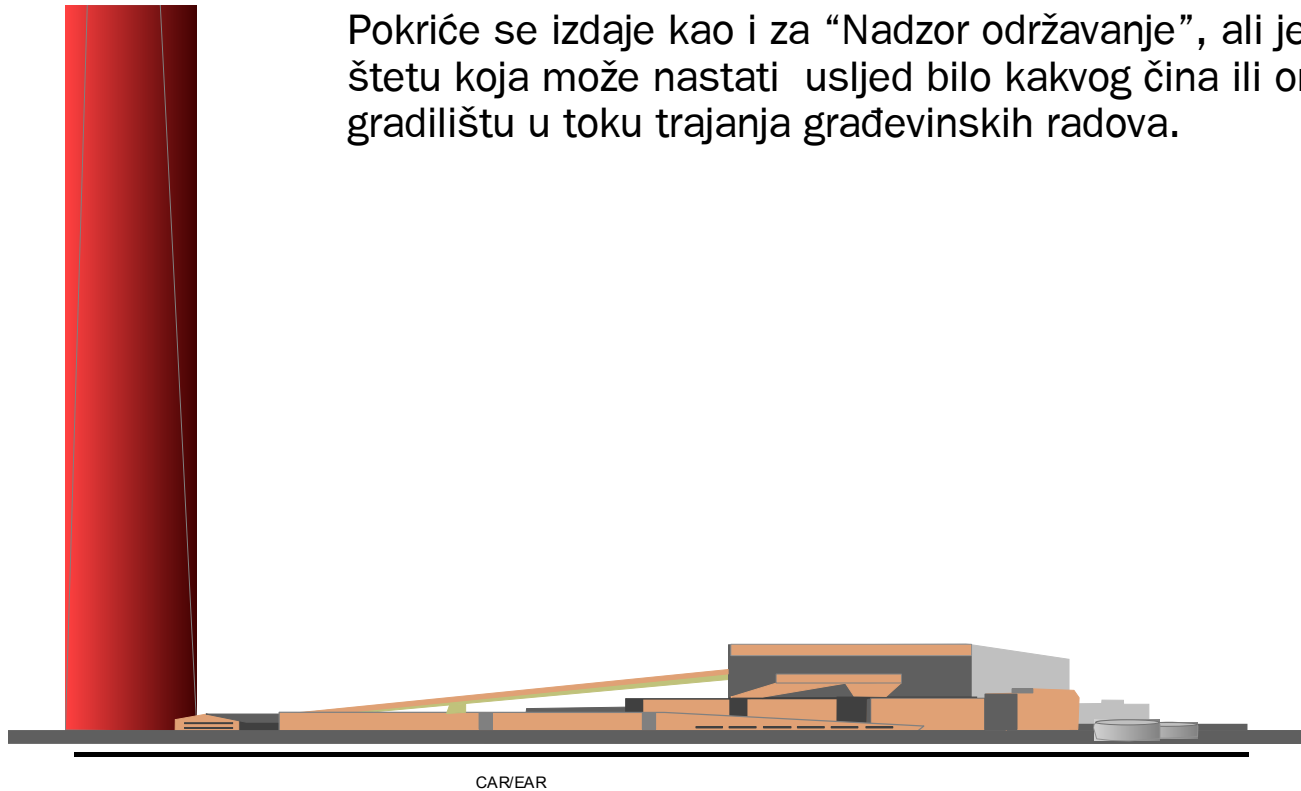 Pokriće se izdaje kao i za “Nadzor održavanje”, ali je
štetu koja može nastati  usljed bilo kakvog čina ili
gradilištu u toku trajanja građevinskih radova.
CAR/EAR